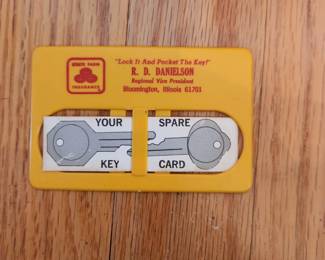 STATE FARM
INSURANCE
"Lock It And Pocket The Key!"
R. D. DANIELSON
Regional Vice President
Bloomington, Illinois 61701
YOUR SPARE
KEY CARD